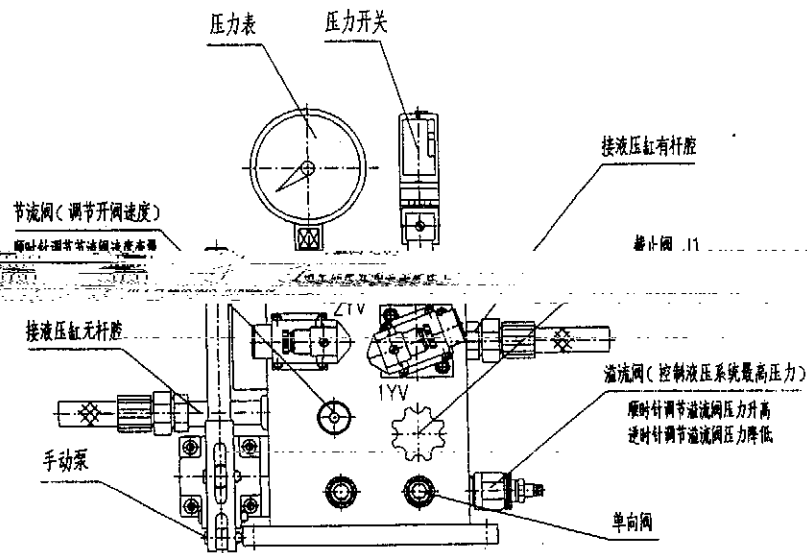 压力表
压力开关
接液压缸有杆腔
节流阀(调节开阀速度)
J1
2YV
接液压缸无杆腔
1YV
溢流阀(控制液压系统最高压力)
顺时针调节溢流阀压力升高
逆时针调节溢流阀压力降低
手动泵
单向阀